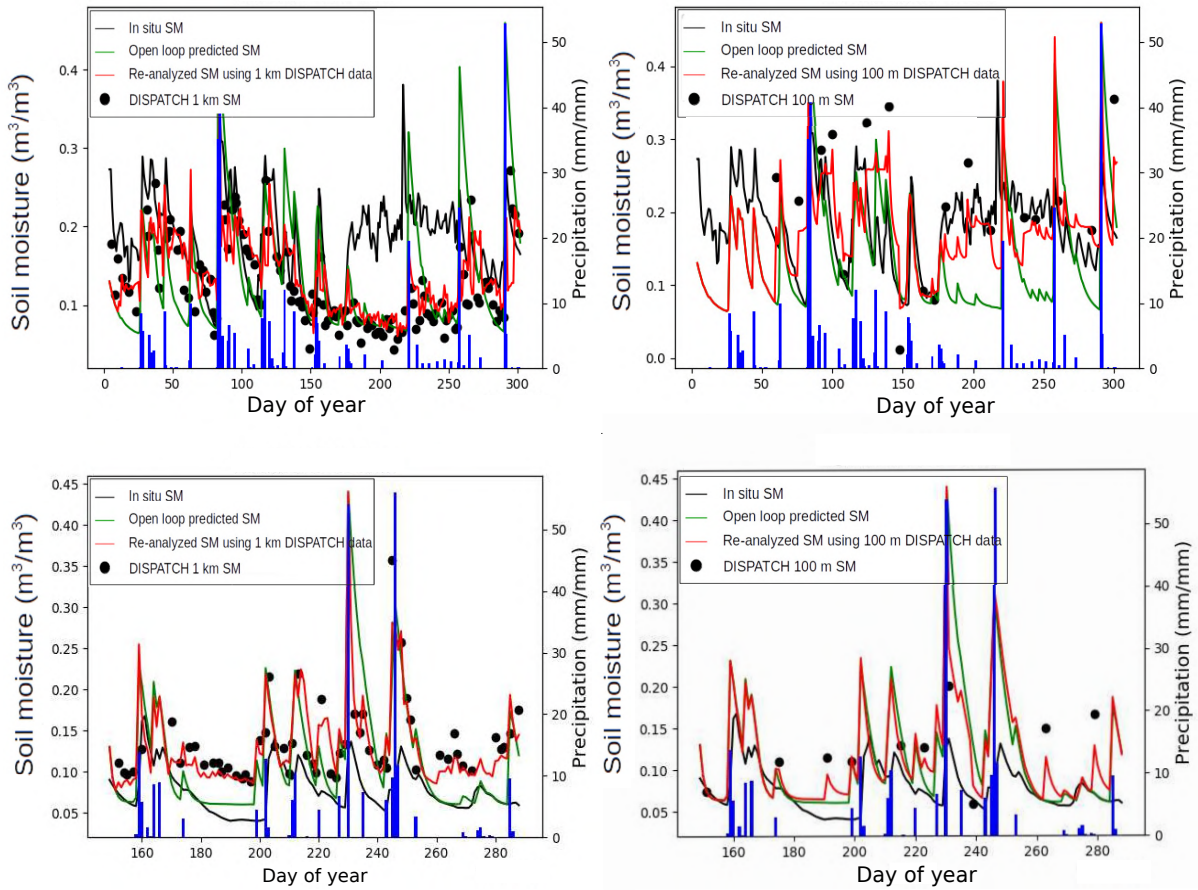 In situ SM
Open loop predicted SM
Re-analyzed SM using 1 km DISPATCH data
DISPATCH 1 km SM
Soil moisture (m³/m³)
0.4
0.3
0.2
0.1
50
40
30
20
10
0
Precipitation (mm/mm)
0 50 100 150 200 250 300
Day of year
In situ SM
Open loop predicted SM
Re-analyzed SM using 100 m DISPATCH data
DISPATCH 100 m SM
Soil moisture (m³/m³)
0.4
0.3
0.2
0.1
0.0
50
40
30
20
10
0
Precipitation (mm/mm)
0 50 100 150 200 250 300
Day of year
In situ SM
Open loop predicted SM
Re-analyzed SM using 1 km DISPATCH data
DISPATCH 1 km SM
Soil moisture (m³/m³)
0.45
0.40
0.35
0.30
0.25
0.20
0.15
0.10
0.05
50
40
30
20
10
0
Precipitation (mm/mm)
160 180 200 220 240 260 280
Day of year
In situ SM
Open loop predicted SM
Re-analyzed SM using 100 m DISPATCH data
DISPATCH 100 m SM
Soil moisture (m³/m³)
0.45
0.40
0.35
0.30
0.25
0.20
0.15
0.10
0.05
50
40
30
20
10
0
Precipitation (mm/mm)
160 180 200 220 240 260 280
Day of year